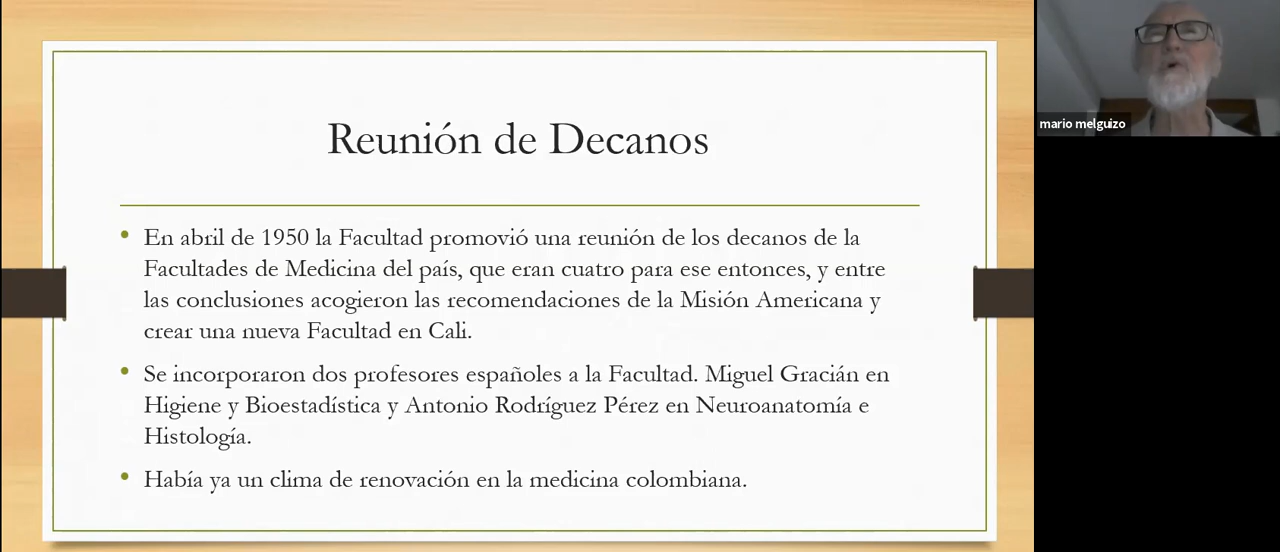 Reunión de Decanos
En abril de 1950 la Facultad promovió una reunión de los decanos de la
Facultades de Medicina del país, que eran cuatro para ese entonces, y entre
las conclusiones acogieron las recomendaciones de la Misión Americana y
crear una nueva Facultad en Cali.
Se incorporaron dos profesores españoles a la Facultad. Miguel Gracián en
Higiene y Bioestadística y Antonio Rodríguez Pérez en Neuroanatomía e
Histología.
Había ya un clima de renovación en la medicina colombiana.
mario melguizo